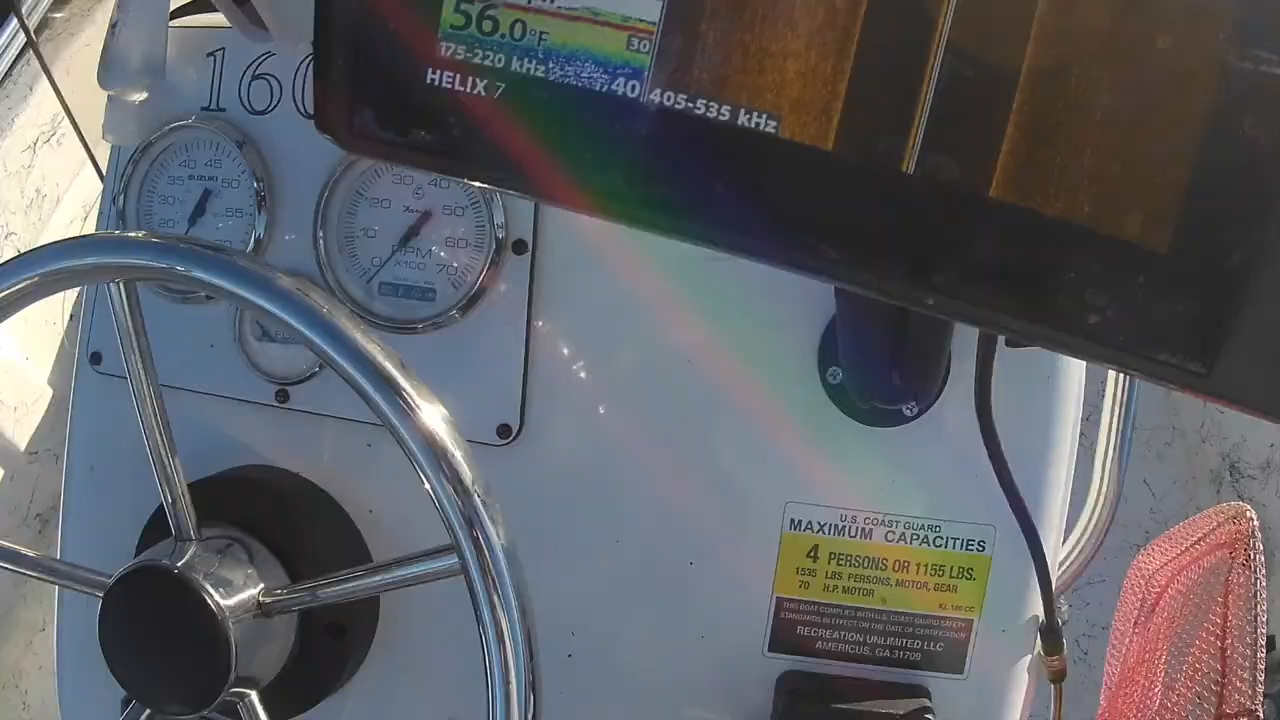 56.0°F
30
175-220 kHz
40
405-535 kHz
HELIX 7
160
40 45
35 SUZUKI 50
30 55
20
30 40
20 50
10 RPM 60
0 X100 70
U.S. COAST GUARD
MAXIMUM CAPACITIES
4 PERSONS OR 1155 LBS.
1535 LBS. PERSONS, MOTOR, GEAR
70 H.P. MOTOR
KL 160 CC
THIS BOAT COMPLIES WITH U.S. COAST GUARD SAFETY
STANDARDS IN EFFECT ON THE DATE OF CERTIFICATION
RECREATION UNLIMITED LLC
AMERICUS, GA 31709